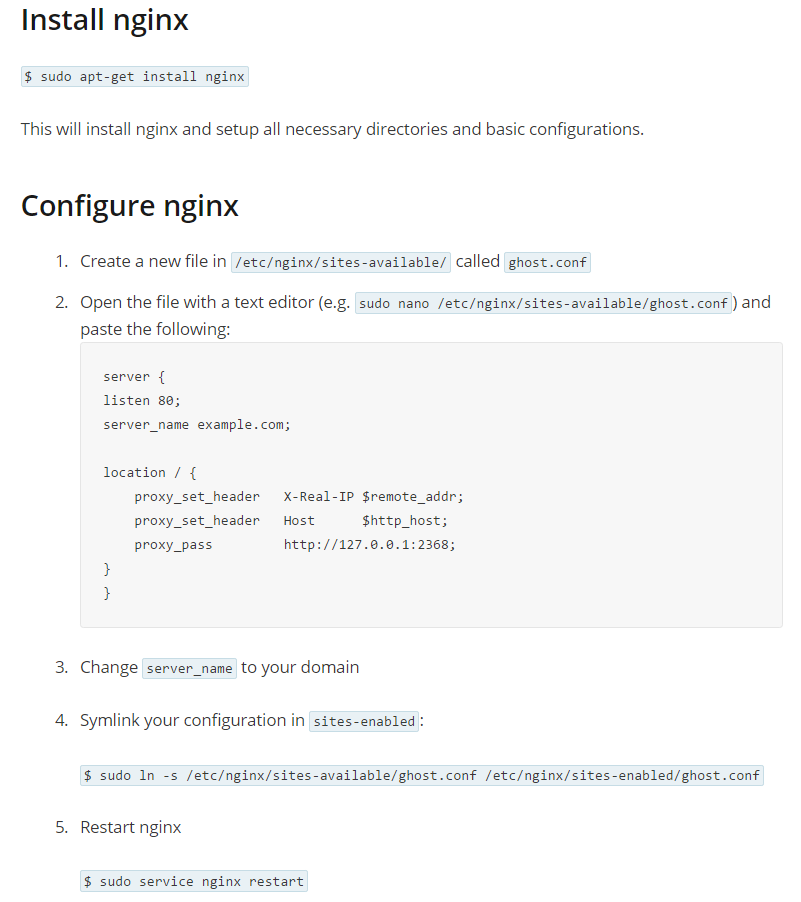 Install nginx
$ sudo apt-get install nginx
This will install nginx and setup all necessary directories and basic configurations.
Configure nginx
1. Create a new file in /etc/nginx/sites-available/ called ghost.conf
2. Open the file with a text editor (e.g. sudo nano /etc/nginx/sites-available/ghost.conf) and
paste the following:
server {
listen 80;
server_name example.com;
location / {
    proxy_set_header   X-Real-IP $remote_addr;
    proxy_set_header   Host      $http_host;
    proxy_pass         http://127.0.0.1:2368;
}
}
3. Change server_name to your domain
4. Symlink your configuration in sites-enabled:
$ sudo ln -s /etc/nginx/sites-available/ghost.conf /etc/nginx/sites-enabled/ghost.conf
5. Restart nginx
$ sudo service nginx restart